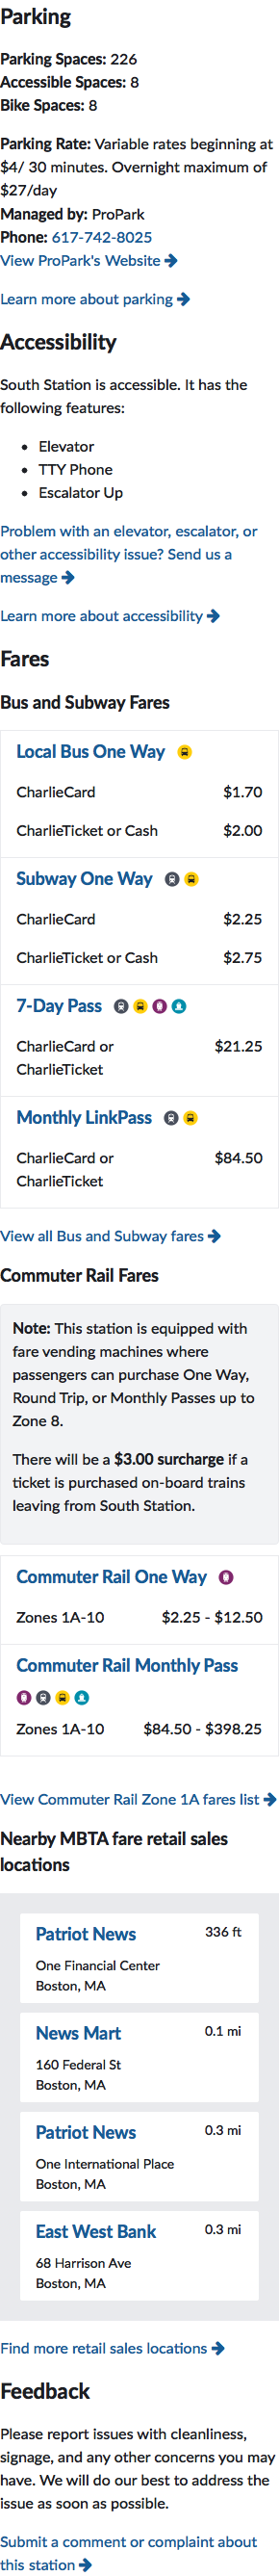 Parking
Parking Spaces: 226
Accessible Spaces: 8
Bike Spaces: 8
Parking Rate: Variable rates beginning at
$4/ 30 minutes. Overnight maximum of
$27/day
Managed by: ProPark
Phone: 617-742-8025
View ProPark's Website
Learn more about parking
Accessibility
South Station is accessible. It has the
following features:
• Elevator
• TTY Phone
• Escalator Up
Problem with an elevator, escalator, or
other accessibility issue? Send us a
message
Learn more about accessibility
Fares
Bus and Subway Fares
Local Bus One Way
CharlieCard $1.70
CharlieTicket or Cash $2.00
Subway One Way
CharlieCard $2.25
CharlieTicket or Cash $2.75
7-Day Pass
CharlieCard or $21.25
CharlieTicket
Monthly LinkPass
CharlieCard or $84.50
CharlieTicket
View all Bus and Subway fares
Commuter Rail Fares
Note: This station is equipped with
fare vending machines where
passengers can purchase One Way,
Round Trip, or Monthly Passes up to
Zone 8.
There will be a $3.00 surcharge if a
ticket is purchased on-board trains
leaving from South Station.
Commuter Rail One Way
Zones 1A-10 $2.25 - $12.50
Commuter Rail Monthly Pass
Zones 1A-10 $84.50 - $398.25
View Commuter Rail Zone 1A fares list
Nearby MBTA fare retail sales
locations
Patriot News 336 ft
One Financial Center
Boston, MA
News Mart 0.1 mi
160 Federal St
Boston, MA
Patriot News 0.3 mi
One International Place
Boston, MA
East West Bank 0.3 mi
68 Harrison Ave
Boston, MA
Find more retail sales locations
Feedback
Please report issues with cleanliness,
signage, and any other concerns you may
have. We will do our best to address the
issue as soon as possible.
Submit a comment or complaint about
this station